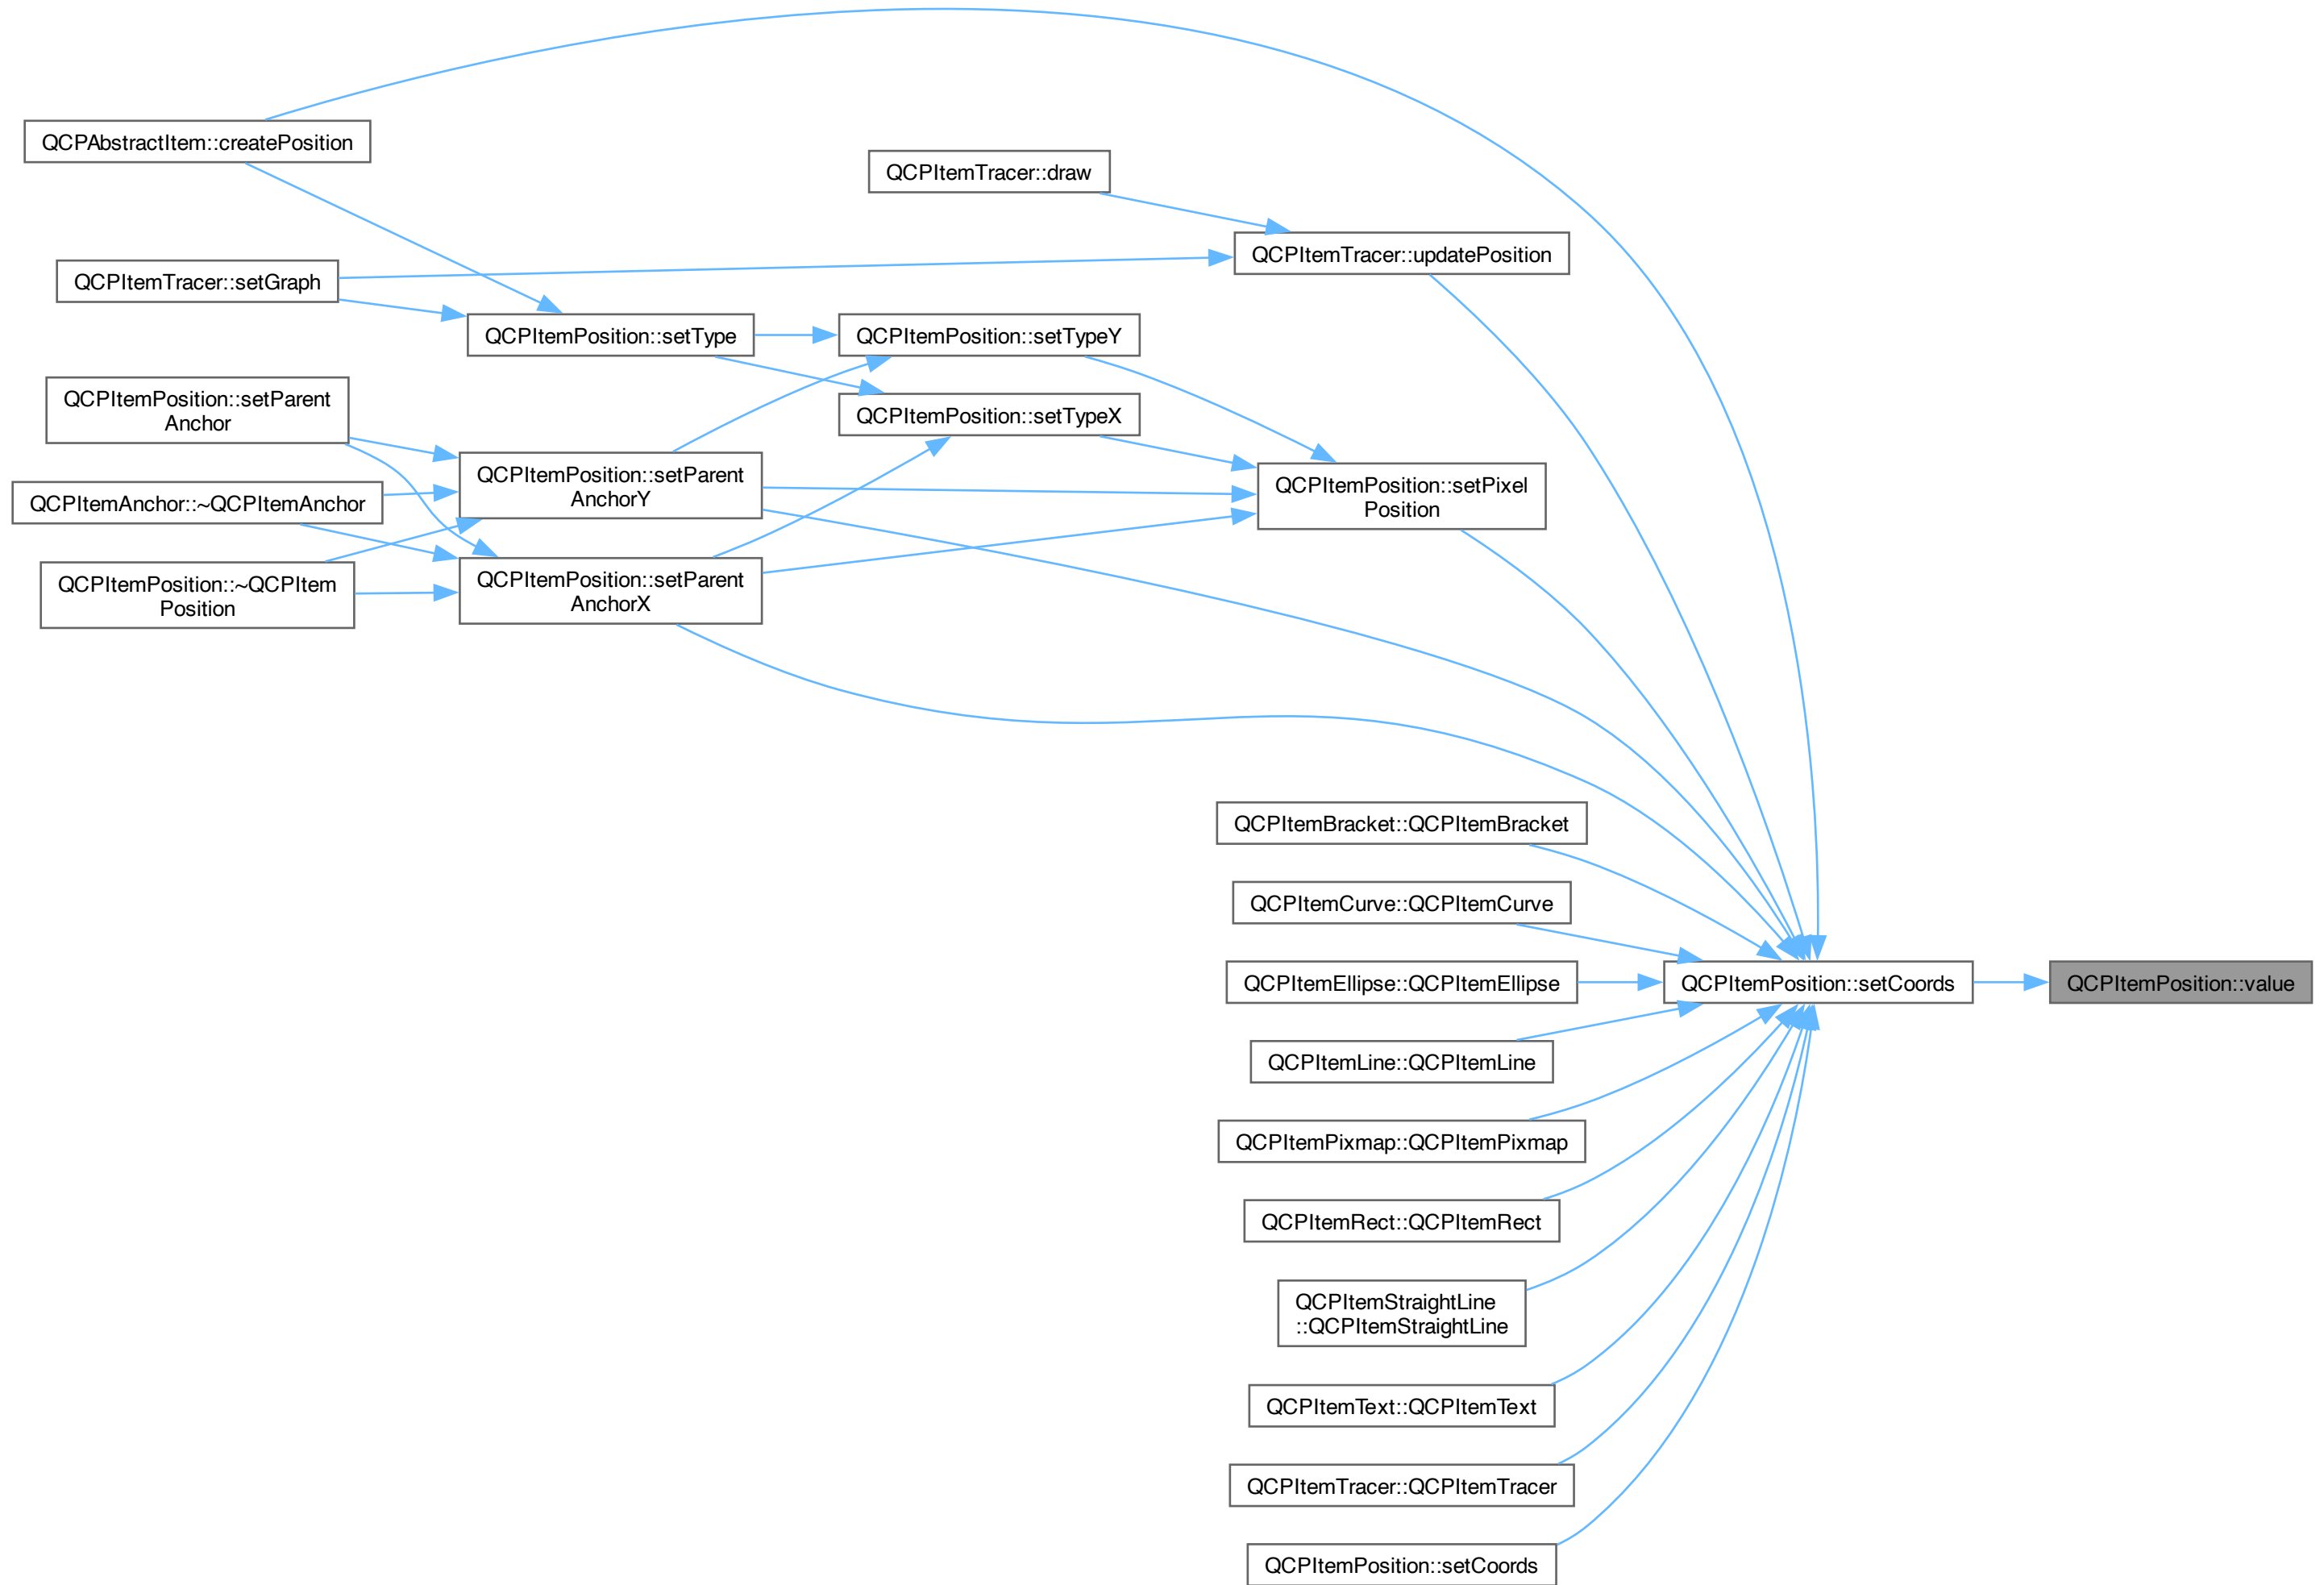 QCPAbstractItem::createPosition
QCPItemTracer::draw
QCPItemTracer::updatePosition
QCPItemTracer::setGraph
QCPItemPosition::setType
QCPItemPosition::setTypeY
QCPItemPosition::setParent
Anchor
QCPItemPosition::setTypeX
QCPItemPosition::setParent
AnchorY
QCPItemPosition::setPixel
Position
QCPItemAnchor::~QCPItemAnchor
QCPItemPosition::~QCPItem
Position
QCPItemPosition::setParent
AnchorX
QCPItemBracket::QCPItemBracket
QCPItemCurve::QCPItemCurve
QCPItemEllipse::QCPItemEllipse
QCPItemPosition::setCoords
QCPItemPosition::value
QCPItemLine::QCPItemLine
QCPItemPixmap::QCPItemPixmap
QCPItemRect::QCPItemRect
QCPItemStraightLine
::QCPItemStraightLine
QCPItemText::QCPItemText
QCPItemTracer::QCPItemTracer
QCPItemPosition::setCoords